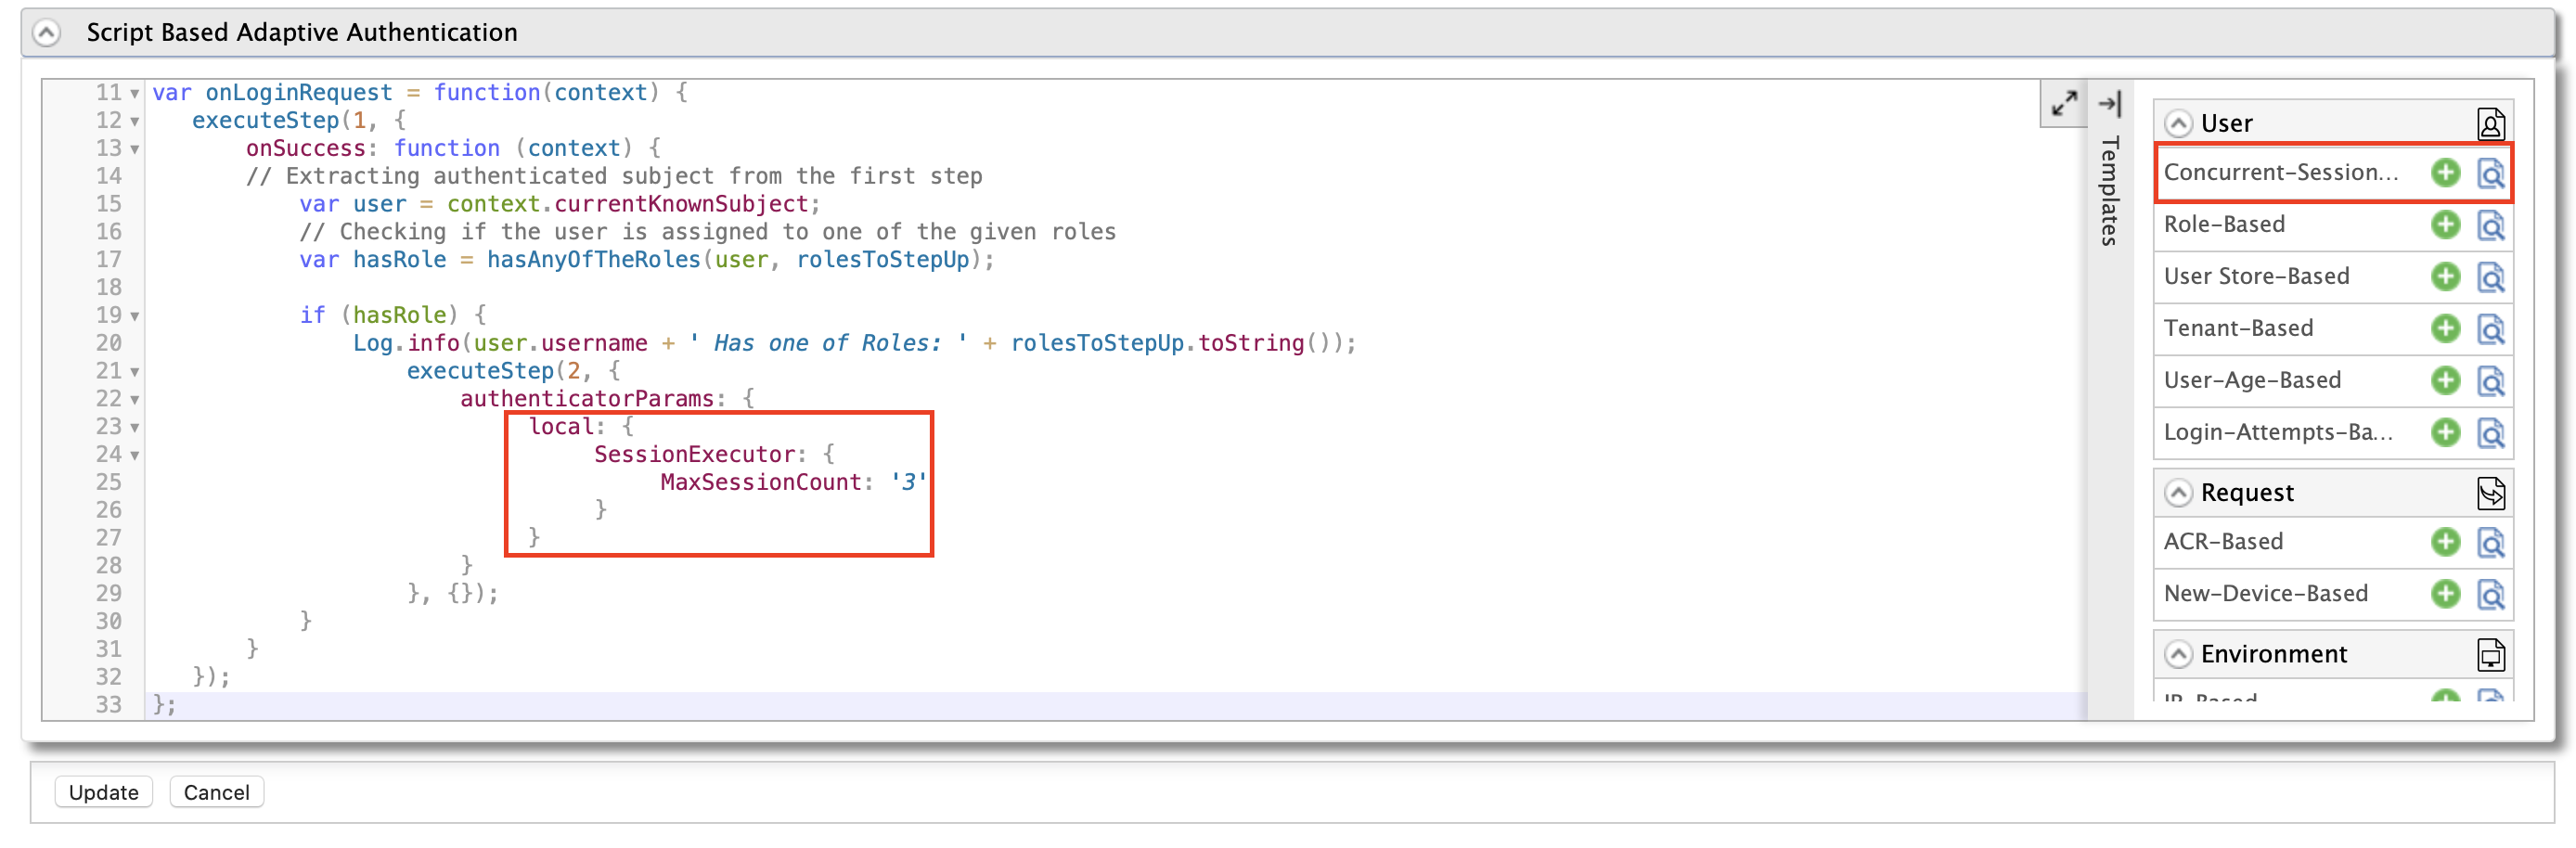 Script Based Adaptive Authentication
11 var onLoginRequest = function(context) {
12 executeStep(1, {
13 onSuccess: function (context) {
14 // Extracting authenticated subject from the first step
15 var user = context.currentKnownSubject;
16 // Checking if the user is assigned to one of the given roles
17 var hasRole = hasAnyOfTheRoles(user, rolesToStepUp);
18
19 if (hasRole) {
20 Log.info(user.username + ' Has one of Roles: ' + rolesToStepUp.toString());
21 executeStep(2, {
22 authenticatorParams: {
23 local: {
24 SessionExecutor: {
25 MaxSessionCount: '3'
26 }
27 }
28 }
29 }, {});
30 }
31 }
32 });
33 };
Templates
User
Concurrent-Session...
Role-Based
User Store-Based
Tenant-Based
User-Age-Based
Login-Attempts-Ba...
Request
ACR-Based
New-Device-Based
Environment
IP-Based
Update
Cancel